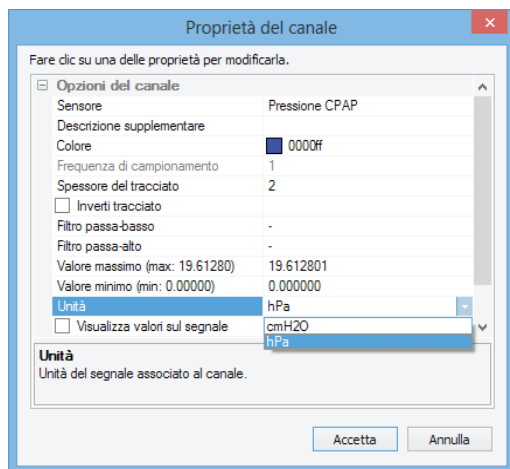 Proprietà del canale
Fare clic su una delle proprietà per modificarla.
Opzioni del canale
Sensore Pressione CPAP
Descrizione supplementare
Colore 0000ff
Frequenza di campionamento 1
Spessore del tracciato 2
Inverti tracciato
Filtro passa-basso -
Filtro passa-alto -
Valore massimo (max: 19.61280) 19.612801
Valore minimo (min: 0.00000) 0.000000
Unità hPa
Visualizza valori sul segnale cmH2O
hPa
Unità
Unità del segnale associato al canale.
Accetta Annulla